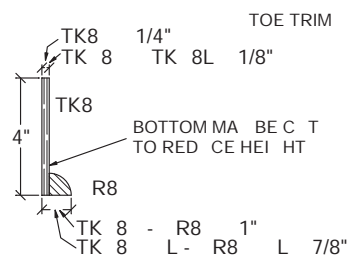 TOE TRIM
TK8 1/4"
TK 8 TK 8L 1/8"
TK8
4"
BOTTOM MA BE C T
TO RED CE HEI HT
R8
TK 8 - R8 1"
TK 8 L - R8 L 7/8"